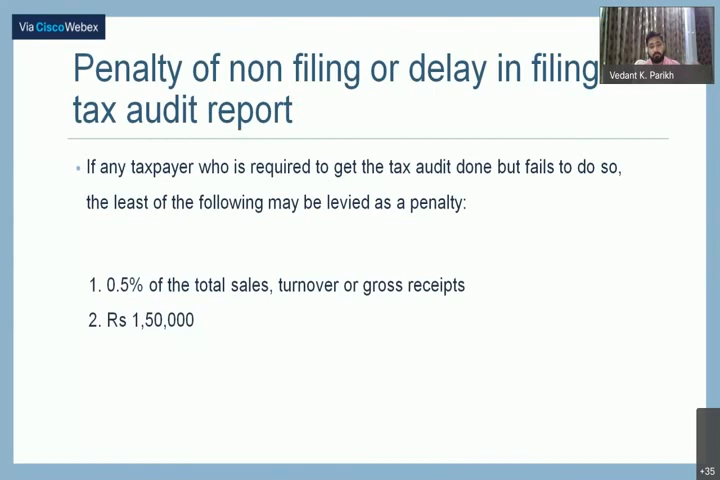 Via CiscoWebex
Penalty of non filing or delay in filing
tax audit report
Vedant K. Parikh
• If any taxpayer who is required to get the tax audit done but fails to do so,
the least of the following may be levied as a penalty:
1. 0.5% of the total sales, turnover or gross receipts
2. Rs 1,50,000
+35